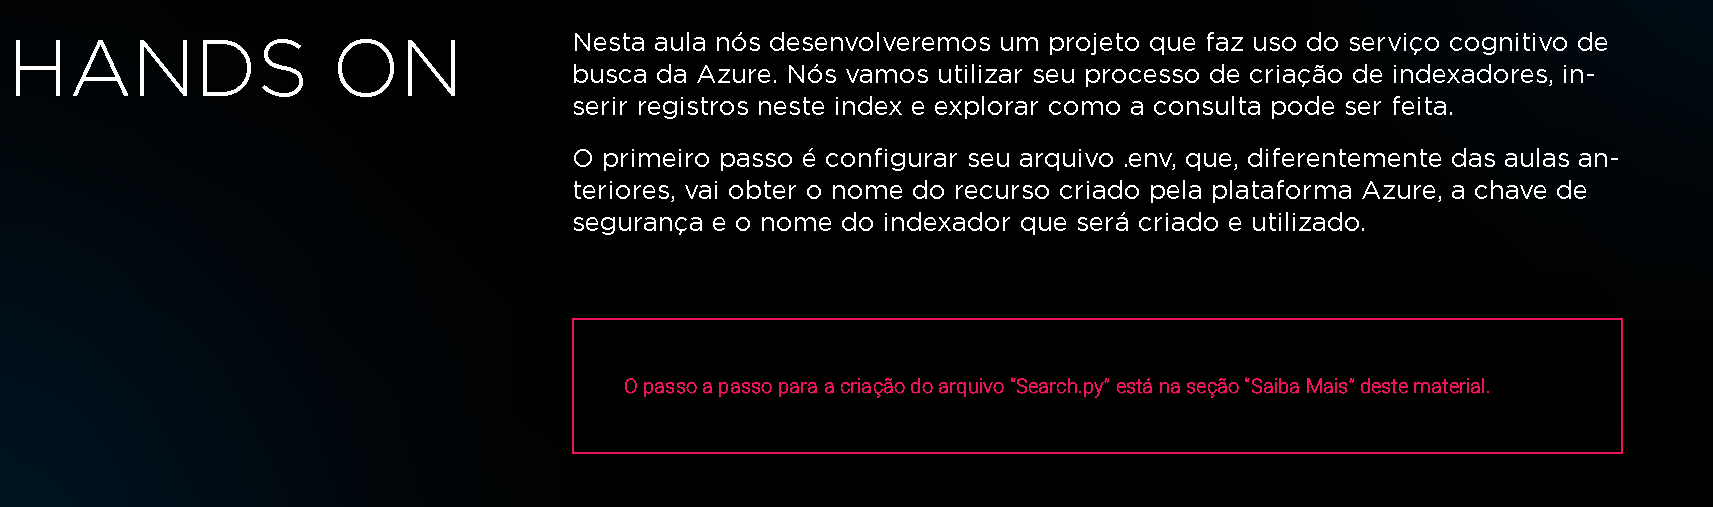 HANDS ON
Nesta aula nós desenvolveremos um projeto que faz uso do serviço cognitivo de
busca da Azure. Nós vamos utilizar seu processo de criação de indexadores, in-
serir registros neste index e explorar como a consulta pode ser feita.
O primeiro passo é configurar seu arquivo .env, que, diferentemente das aulas an-
teriores, vai obter o nome do recurso criado pela plataforma Azure, a chave de
segurança e o nome do indexador que será criado e utilizado.
O passo a passo para a criação do arquivo “Search.py” está na seção “Saiba Mais” deste material.